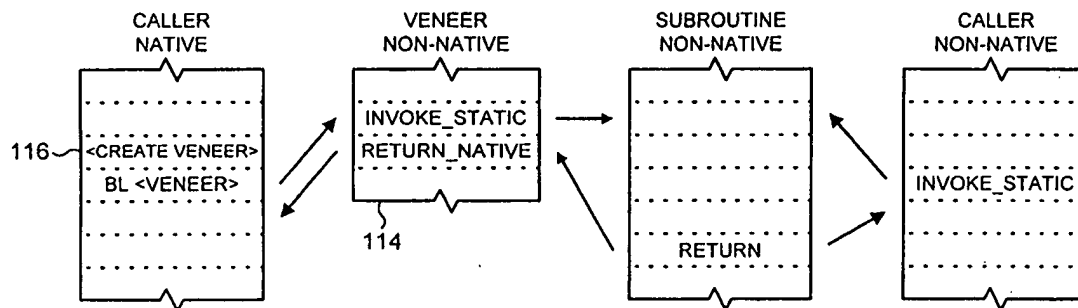 CALLER
NATIVE
VENEER
NON-NATIVE
SUBROUTINE
NON-NATIVE
CALLER
NON-NATIVE
116
<CREATE VENEER>
BL <VENEER>
INVOKE_STATIC
RETURN_NATIVE
114
RETURN
INVOKE_STATIC